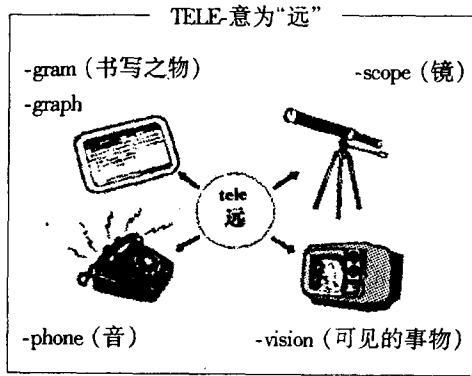 TELE-意为“远”
-gram（书写之物）
-graph
-scope（镜）
tele
远
-phone（音）
-vision（可见的事物）